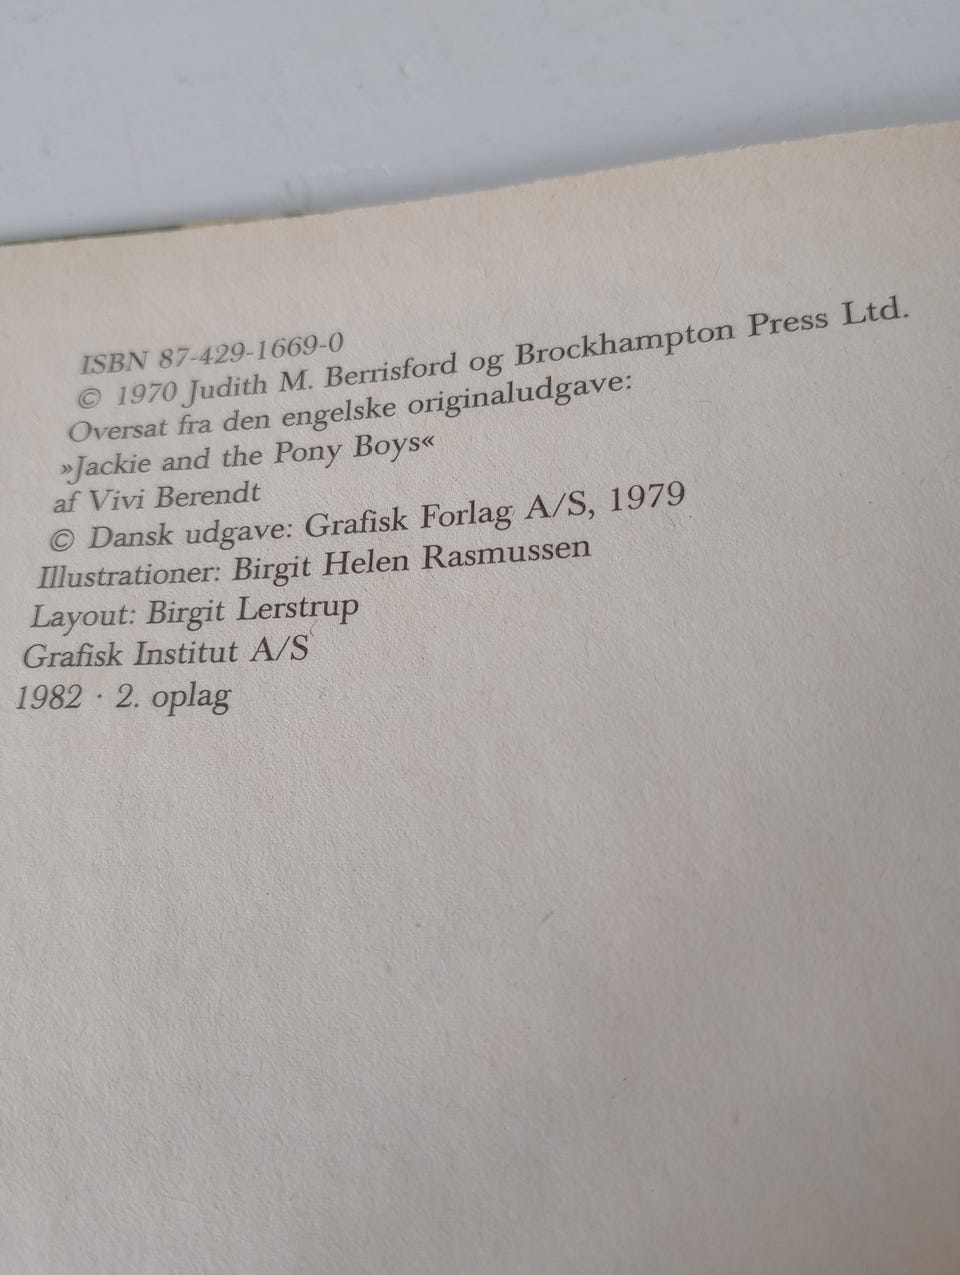 ISBN 87-429-1669-0
© 1970 Judith M. Berrisford og Brockhampton Press Ltd.
Oversat fra den engelske originaludgave:
»Jackie and the Pony Boys«
af Vivi Berendt
© Dansk udgave: Grafisk Forlag A/S, 1979
Illustrationer: Birgit Helen Rasmussen
Layout: Birgit Lerstrup
Grafisk Institut A/S
1982 · 2. oplag